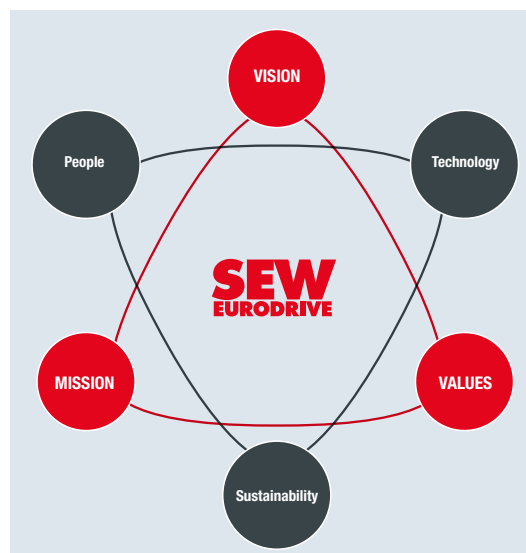 VISION
People
Technology
SEW
EURODRIVE
MISSION
VALUES
Sustainability